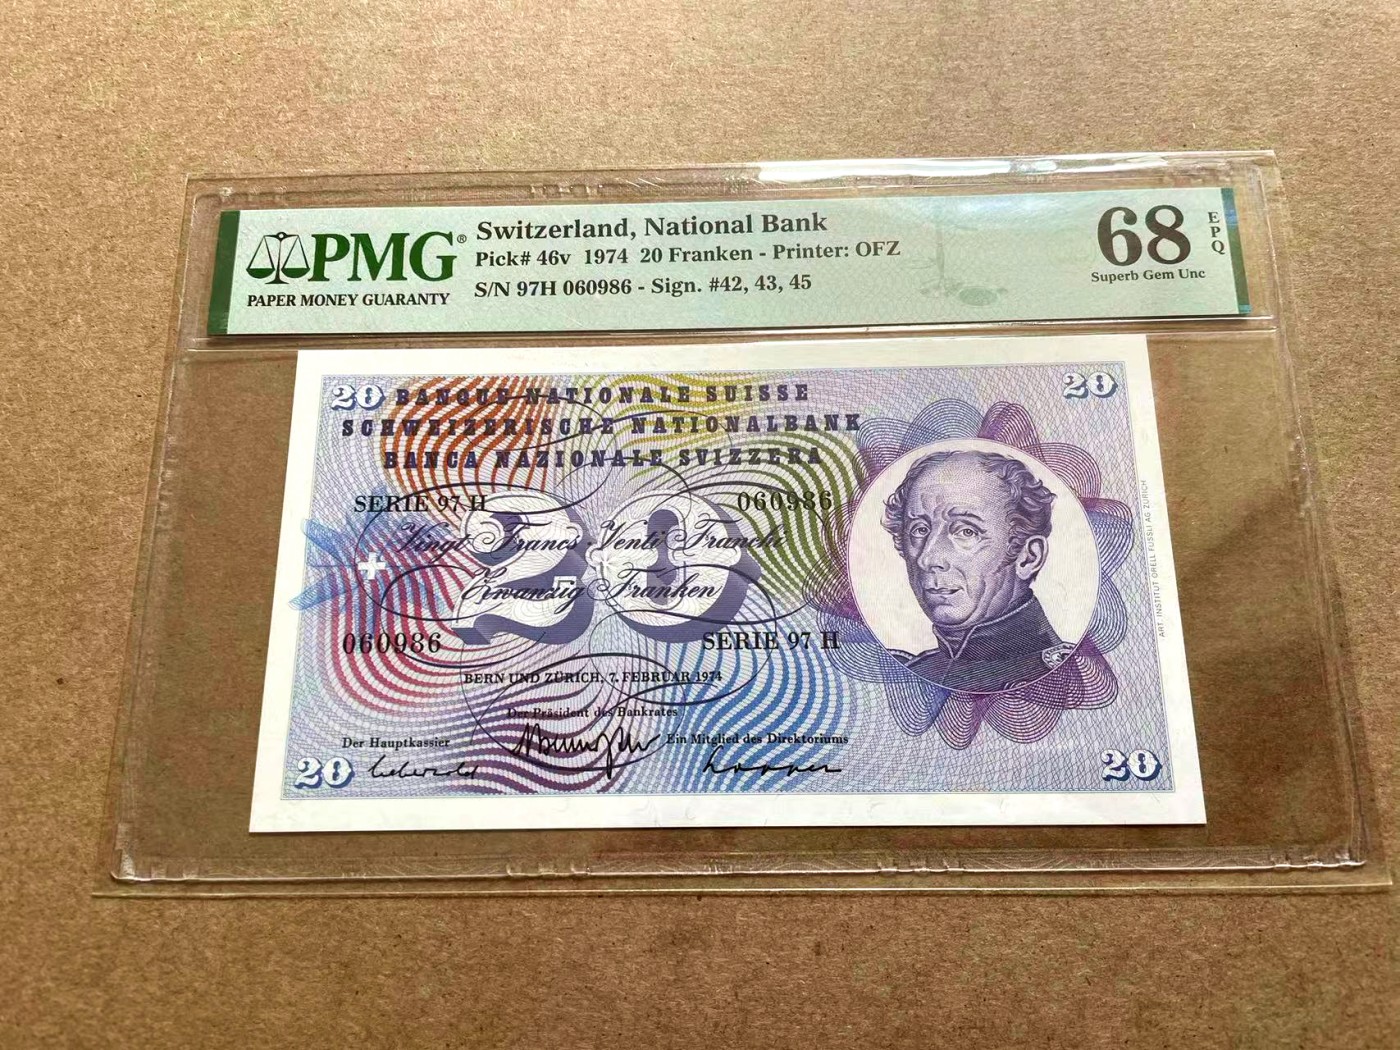 PMG®
PAPER MONEY GUARANTY
Switzerland, National Bank
Pick# 46v 1974 20 Franken - Printer: OFZ
S/N 97H 060986 - Sign. #42, 43, 45
68
EPQ
Superb Gem Unc
20
BANQUE NATIONALE SUISSE
20
SCHWEIZERISCHE NATIONALBANK
BANCA NAZIONALE SVIZZERA
SERIE 97 H
060986
Vingt Francs Venti Franchi
20
Zwanzig Franken
060986
SERIE 97 H
BERN UND ZÜRICH, 7. FEBRUAR 1974
Der Präsident des Bankrates
Der Hauptkassier
Ein Mitglied des Direktoriums
20
20
ART. INSTITUT ORELL FÜSSLI AG ZÜRICH